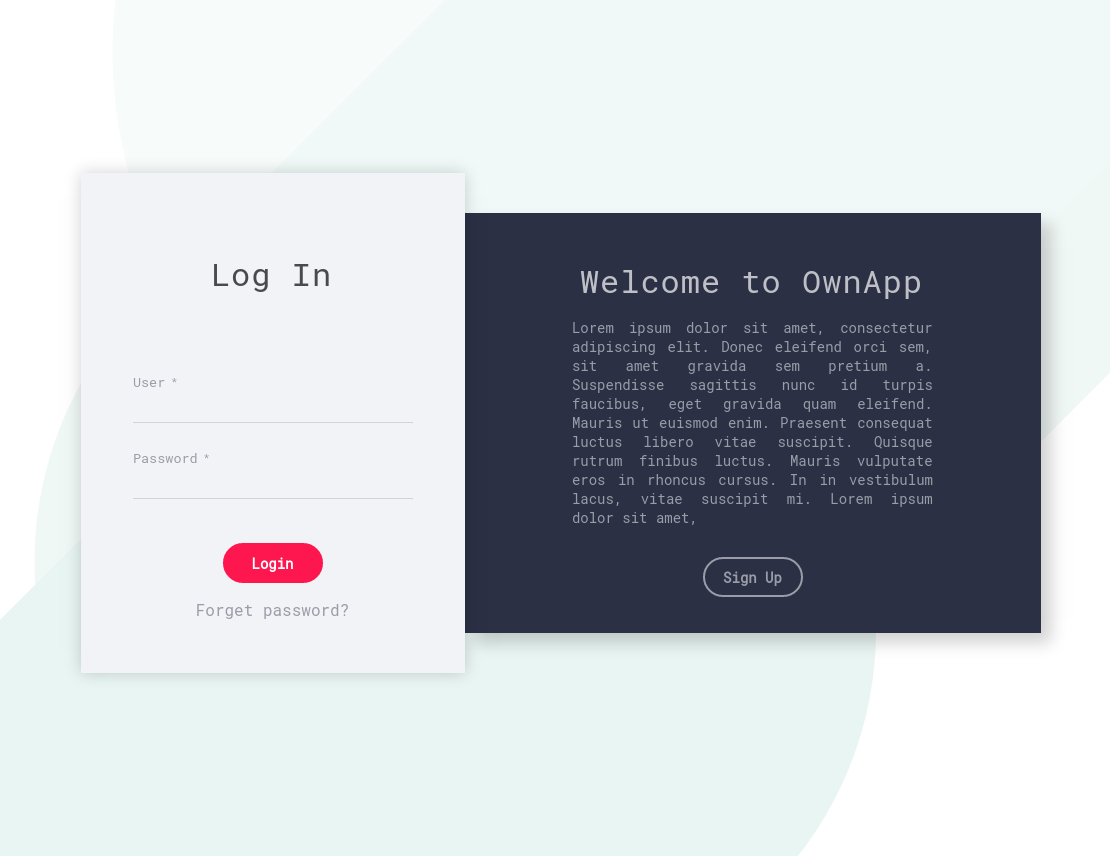 Log In
User *
Password *
Login
Forget password?
Welcome to OwnApp
Lorem ipsum dolor sit amet, consectetur
adipiscing elit. Donec eleifend orci sem,
sit amet gravida sem pretium a.
Suspendisse sagittis nunc id turpis
faucibus, eget gravida quam eleifend.
Mauris ut euismod enim. Praesent consequat
luctus libero vitae suscipit. Quisque
rutrum finibus luctus. Mauris vulputate
eros in rhoncus cursus. In in vestibulum
lacus, vitae suscipit mi. Lorem ipsum
dolor sit amet,
Sign Up